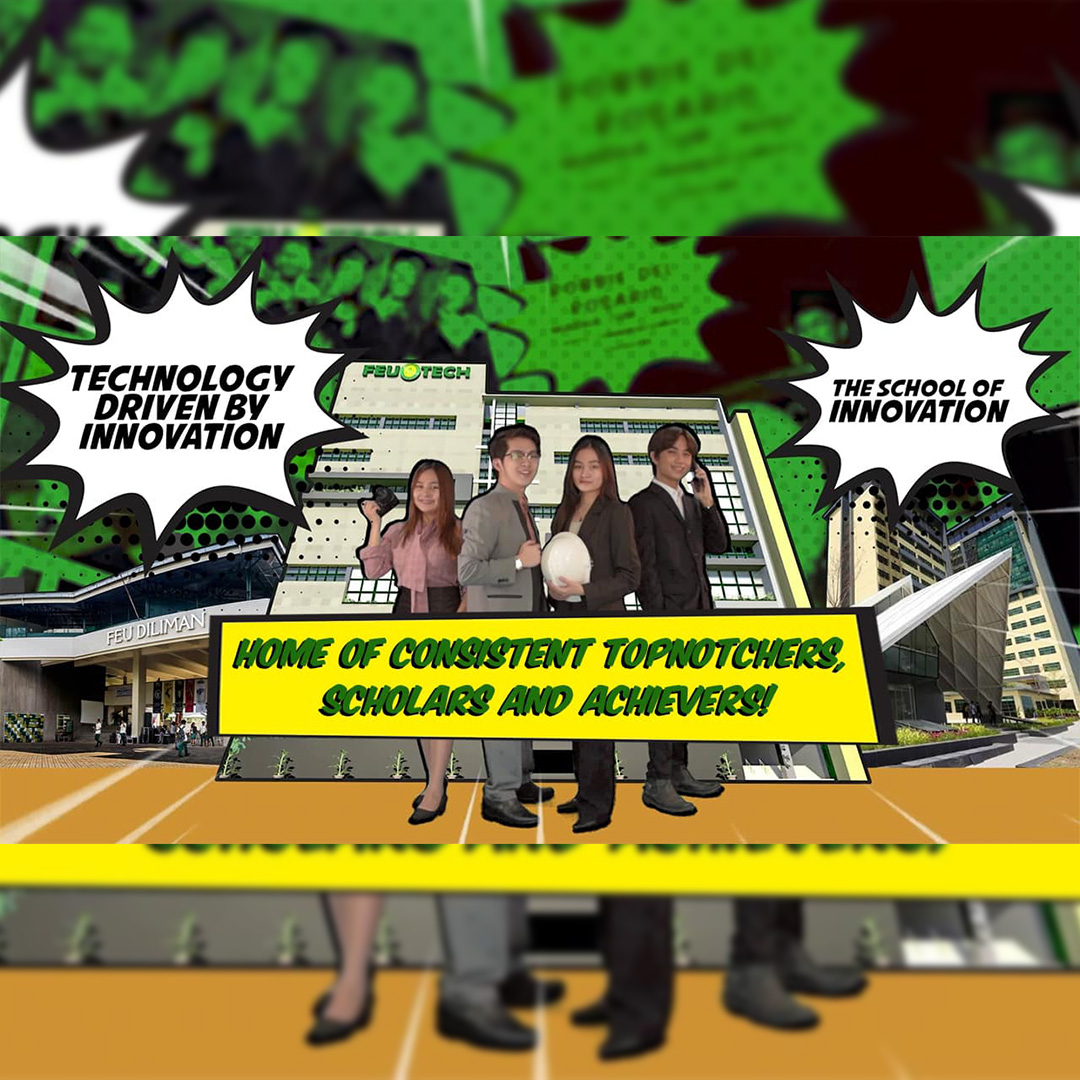 TECHNOLOGY
DRIVEN BY
INNOVATION
THE SCHOOL OF
INNOVATION
FEU TECH
FEU DILIMAN
HOME OF CONSISTENT TOPNOTCHERS,
SCHOLARS AND ACHIEVERS!